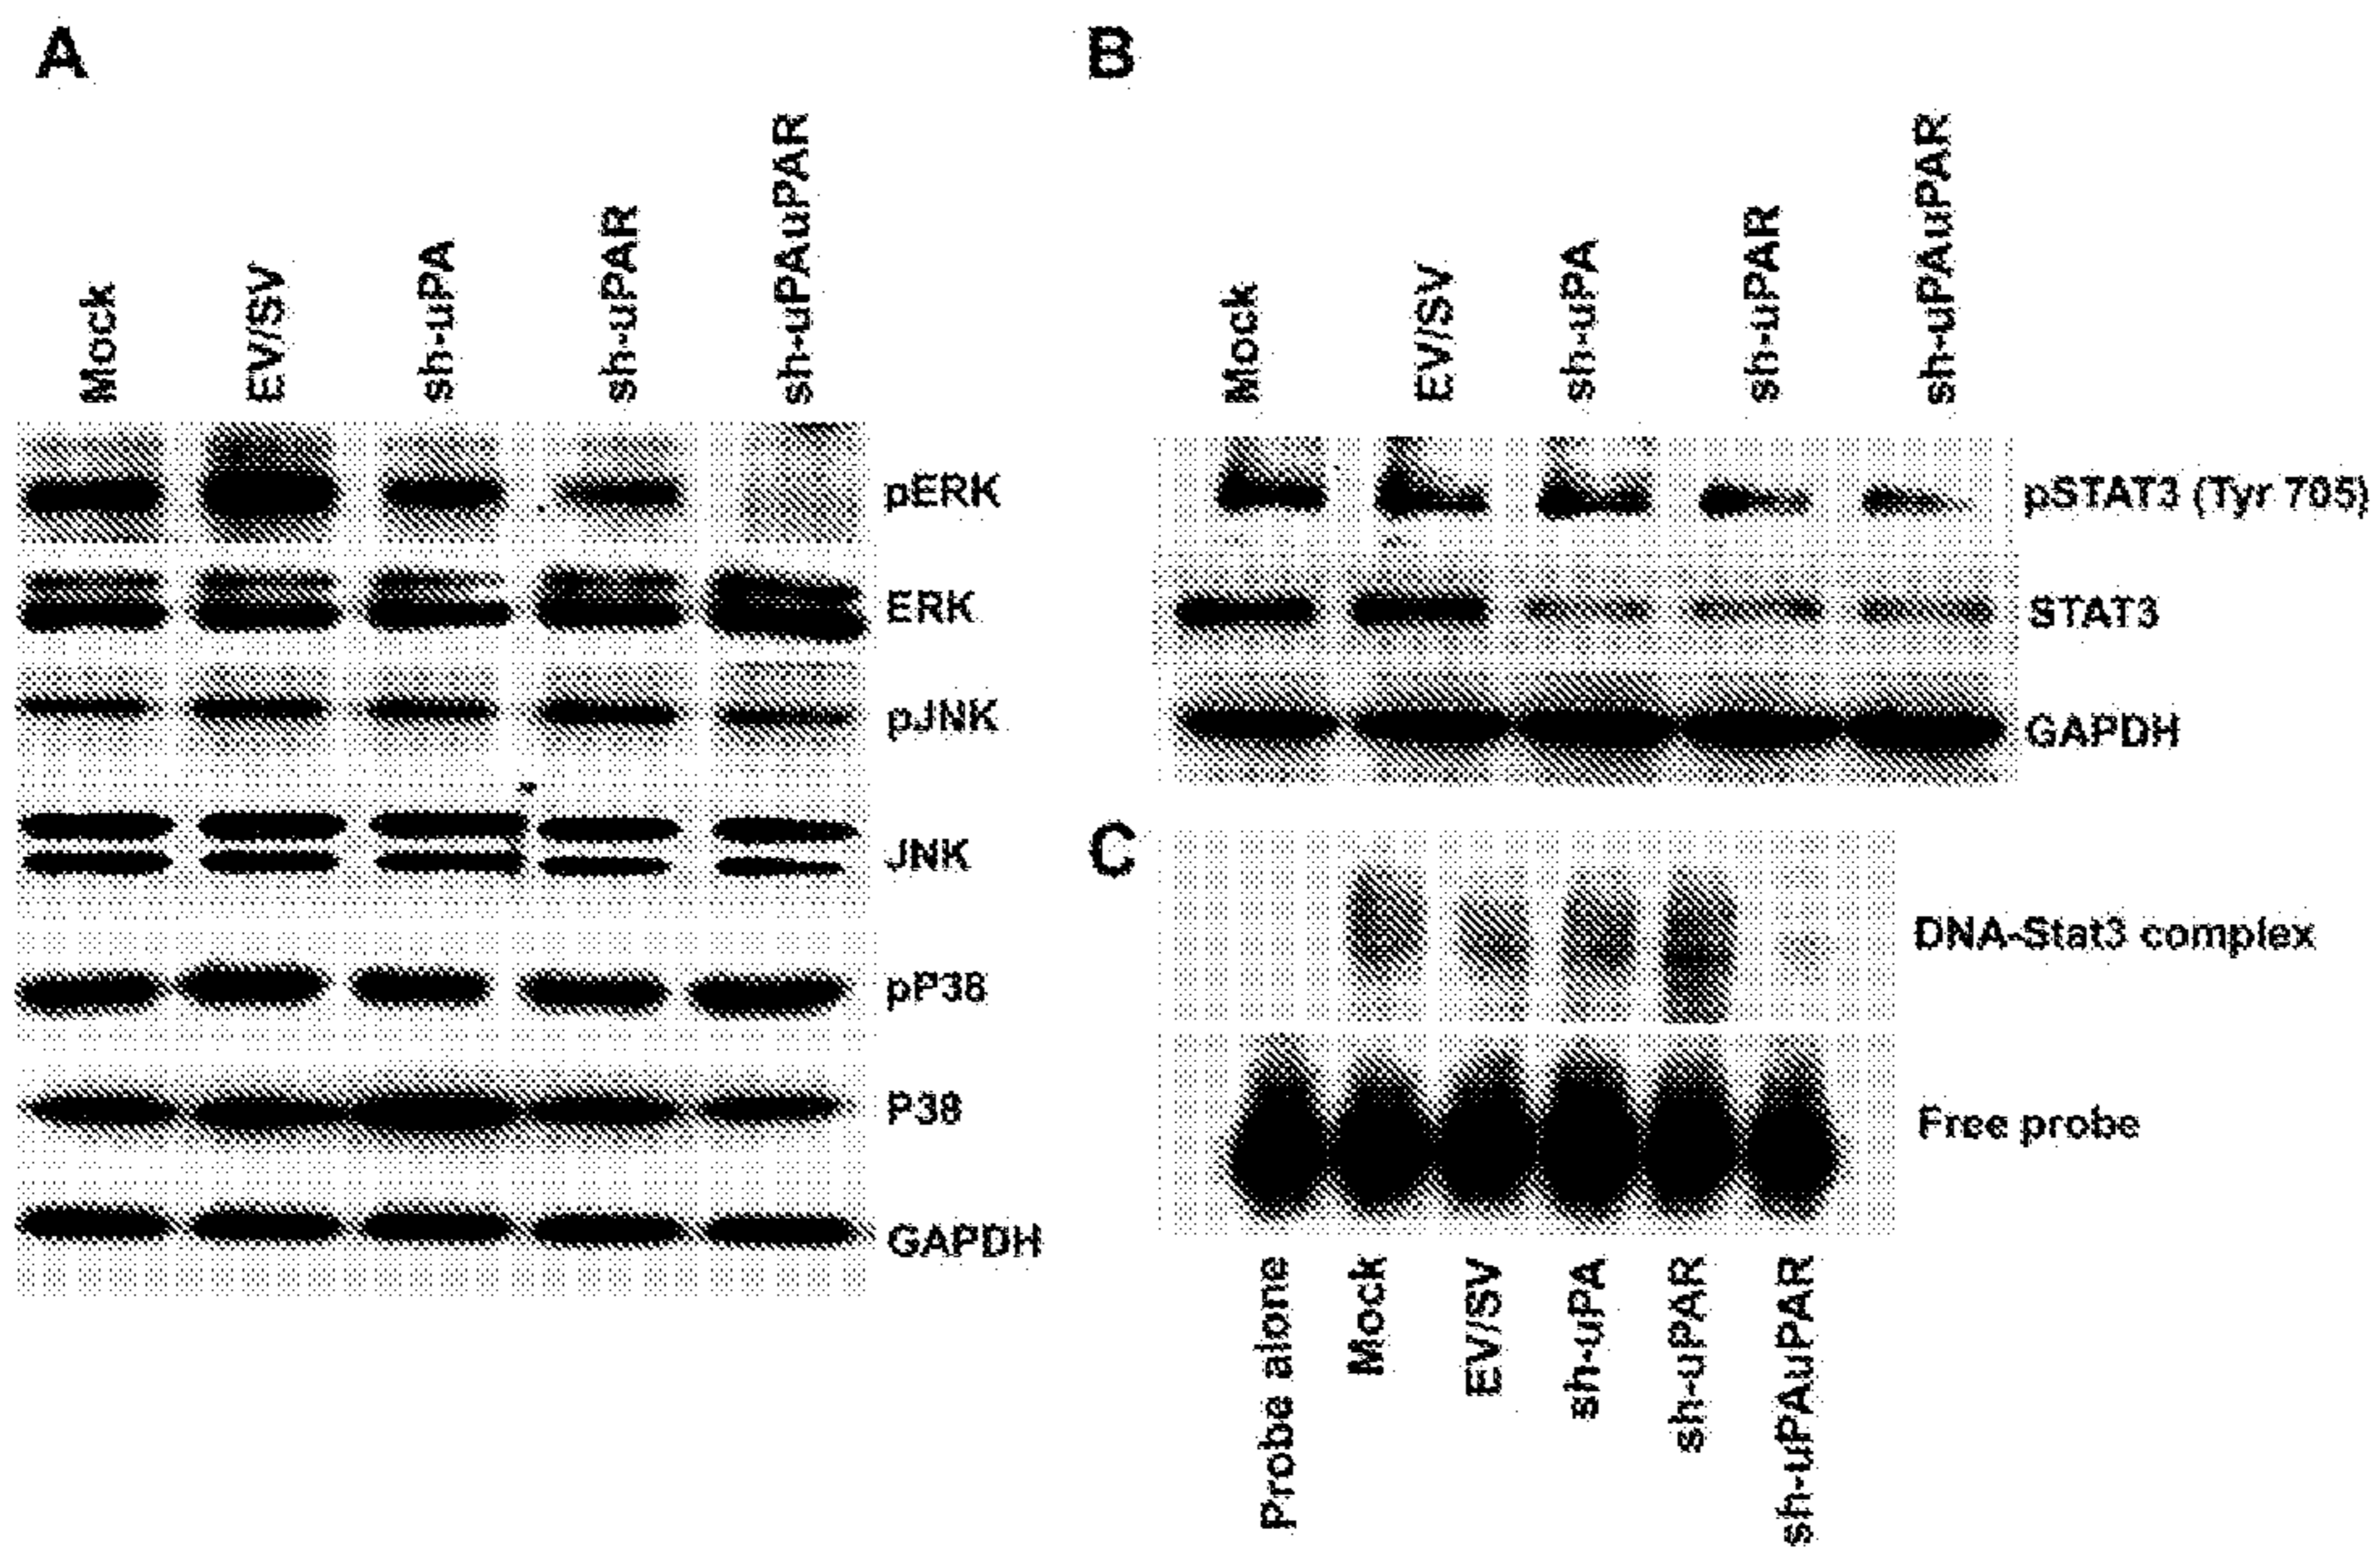 A
Mock
EV/SV
sh-uPA
sh-uPAR
sh-uPAuPAR
pERK
ERK
pJNK
JNK
pP38
P38
GAPDH
B
Mock
EV/SV
sh-uPA
sh-uPAR
sh-uPAuPAR
pSTAT3 (Tyr 705)
STAT3
GAPDH
C
DNA-Stat3 complex
Free probe
Probe alone
Mock
EV/SV
sh-uPA
sh-uPAR
sh-uPAuPAR